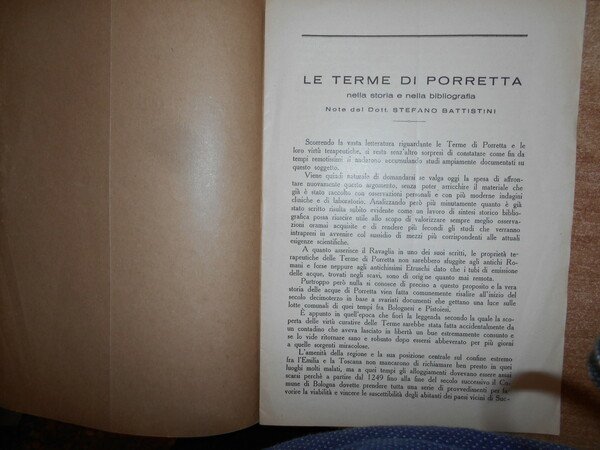 LE TERME DI PORRETTA
nella storia e nella bibliografia
Note del Dott. STEFANO BATTISTINI
Scorrendo la vasta letteratura riguardante le Terme di Porretta e le
loro virtù terapeutiche, si resta senz'altro sorpresi di constatare come fin da
tempi remotissimi si andarono accumulando studi ampiamente documentati su
questo soggetto.
Viene quindi naturale di domandarsi se valga oggi la spesa di affron-
tare nuovamente questo argomento, senza poter arricchire il materiale che
già è stato raccolto con osservazioni personali e con più moderne indagini
cliniche e di laboratorio. Analizzando però più minutamente quanto è già
stato scritto risulta subito evidente come un lavoro di sintesi storico biblio-
grafica possa riuscire utile allo scopo di valorizzare sempre meglio osserva-
zioni oramai acquisite e di rendere più fecondi gli studi che verranno
intrapresi in avvenire col sussidio di mezzi più corrispondenti alle attuali
esigenze scientifiche.
A quanto asserisce il Ravaglia in uno dei suoi scritti, le proprietà te-
rapeutiche delle Terme di Porretta non sarebbero sfuggite agli antichi Ro-
mani e forse neppure agli antichissimi Etruschi dato che i tubi di emissione
delle acque, trovati negli scavi, sono di origine quanto mai remota.
Purtroppo però nulla si conosce di preciso a questo proposito e la vera
storia delle acque di Porretta vien fatta comunemente risalire all'inizio del
secolo decimoterzo in base a svariati documenti che gettano una luce sulle
lotte comunali di quei tempi fra Bolognesi e Pistoiesi.
È appunto in quell'epoca che fiorì la leggenda secondo la quale la sco-
perta delle virtù curative delle Terme sarebbe stata fatta accidentalmente da
un contadino che aveva lasciato in libertà un bue estremamente consunto e
se lo vide ritornare sano e robusto dopo essersi abbeverato per più giorni
a quelle sorgenti miracolose.
L'amenità della regione e la sua posizione centrale sul confine estremo
fra l'Emilia e la Toscana non mancarono di richiamare ben presto in quei
luoghi molti malati, ma a quei tempi gli alloggiamenti dovevano essere assai
scarsi perchè a partire dal 1249 fino alla fine del secolo successivo il Co-
mune di Bologna dovette prendere tutta una serie di provvedimenti per fa-
vorire la viabilità e vincere le suscettibilità degli abitanti dei paesi vicini di Suc-